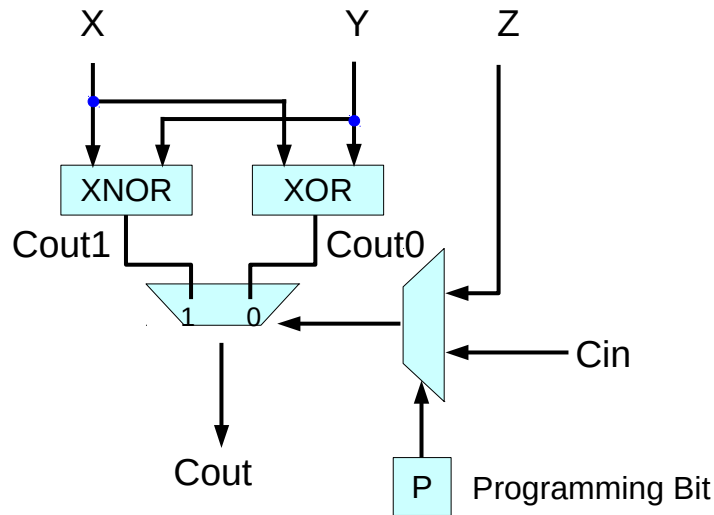 X Y Z
XNOR XOR
Cout1 Cout0
1 0
Cin
Cout
P Programming Bit